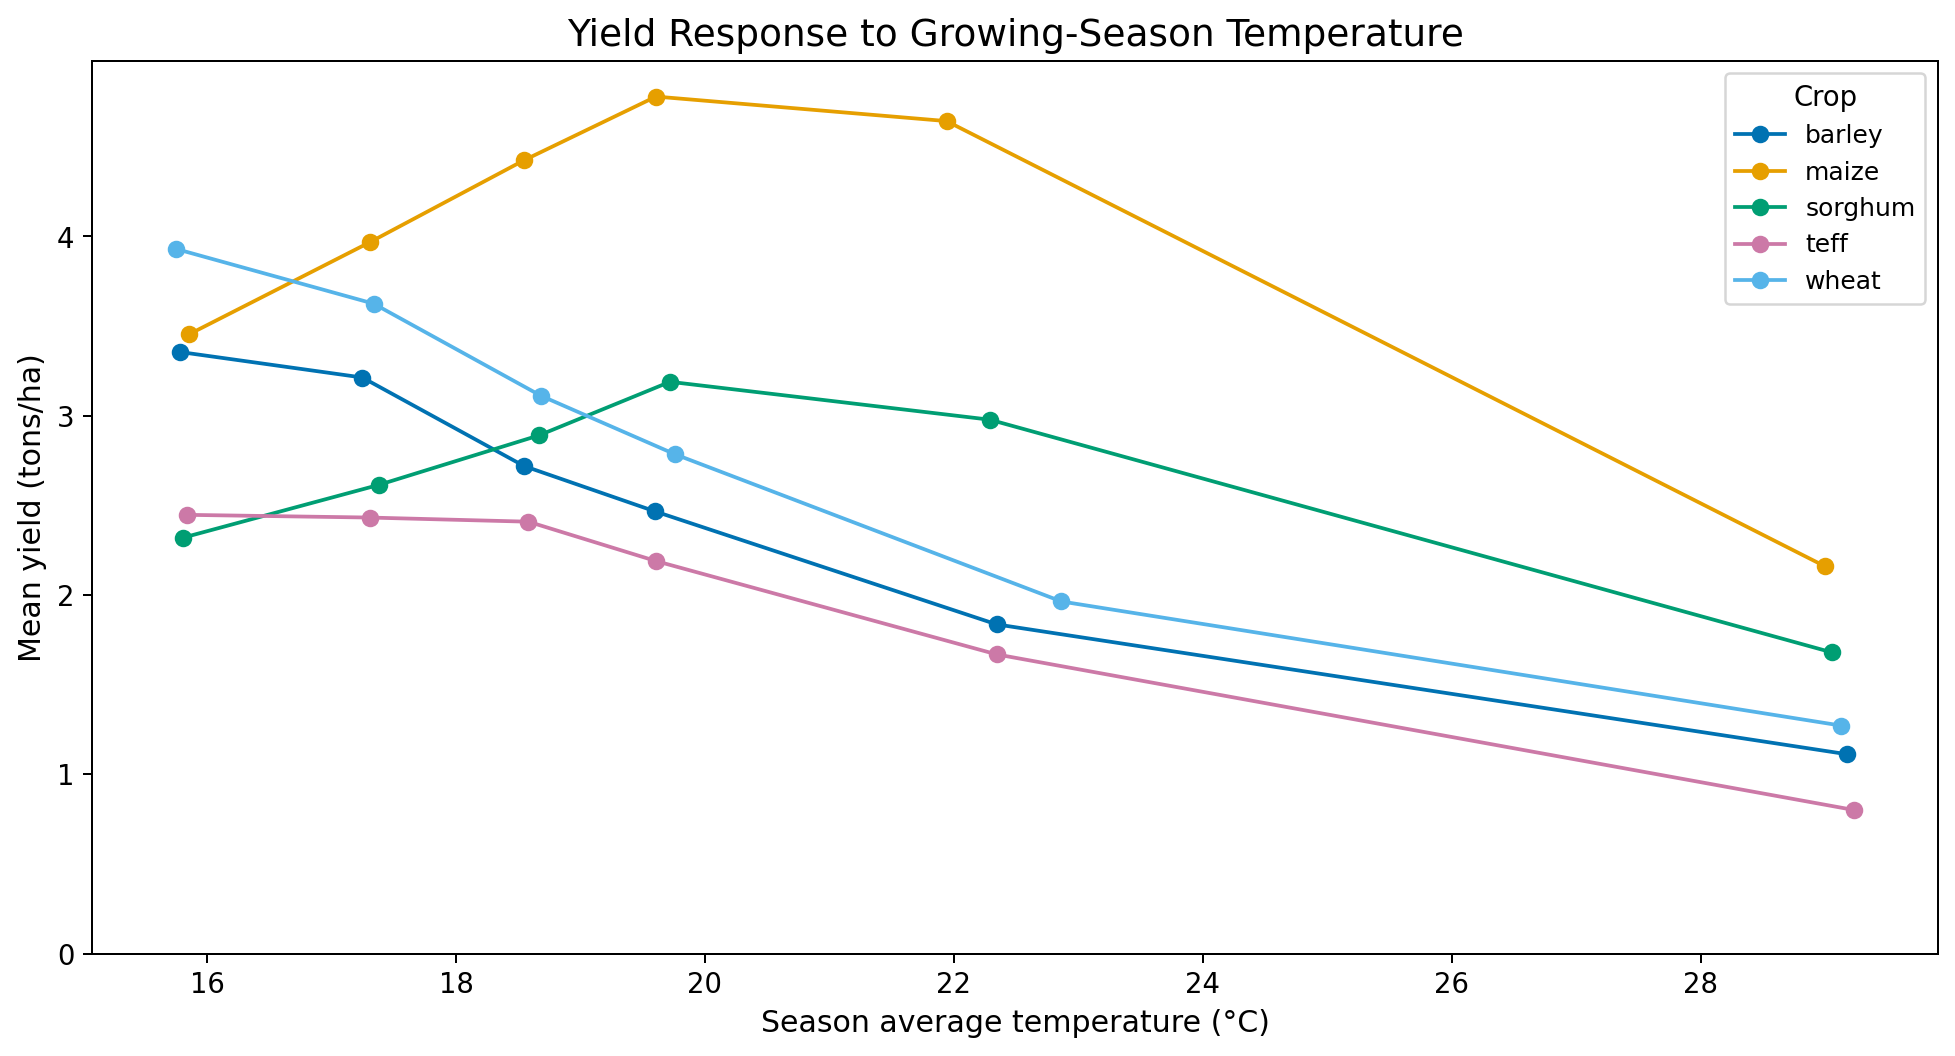 Yield Response to Growing-Season Temperature
Crop
barley
maize
sorghum
teff
wheat
Mean yield (tons/ha)
4
3
2
1
0
16 18 20 22 24 26 28
Season average temperature (°C)